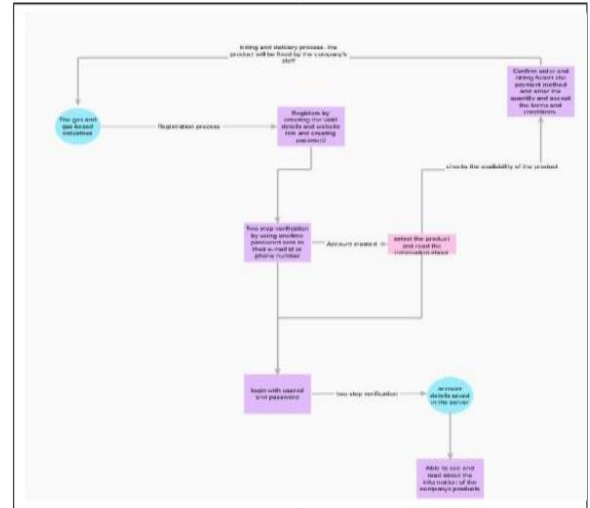 billing and delivery process. the
product will be fixed by the company's
staff
Confirm order and
payment method
and enter the
quantity and accept
the terms and
conditions.
The gas and
gas based
industries
Registration process
Registers by
entering the valid
details and website
link and creating
password
checks the availability of the product
Two step verification
by using onetime
password sent to
their e-mail id or
phone number
Account created
select the product
and read the
information about
login with userid
and password
two step verification
account
details saved
in the server
Able to see and
read about the
information of the
company's products